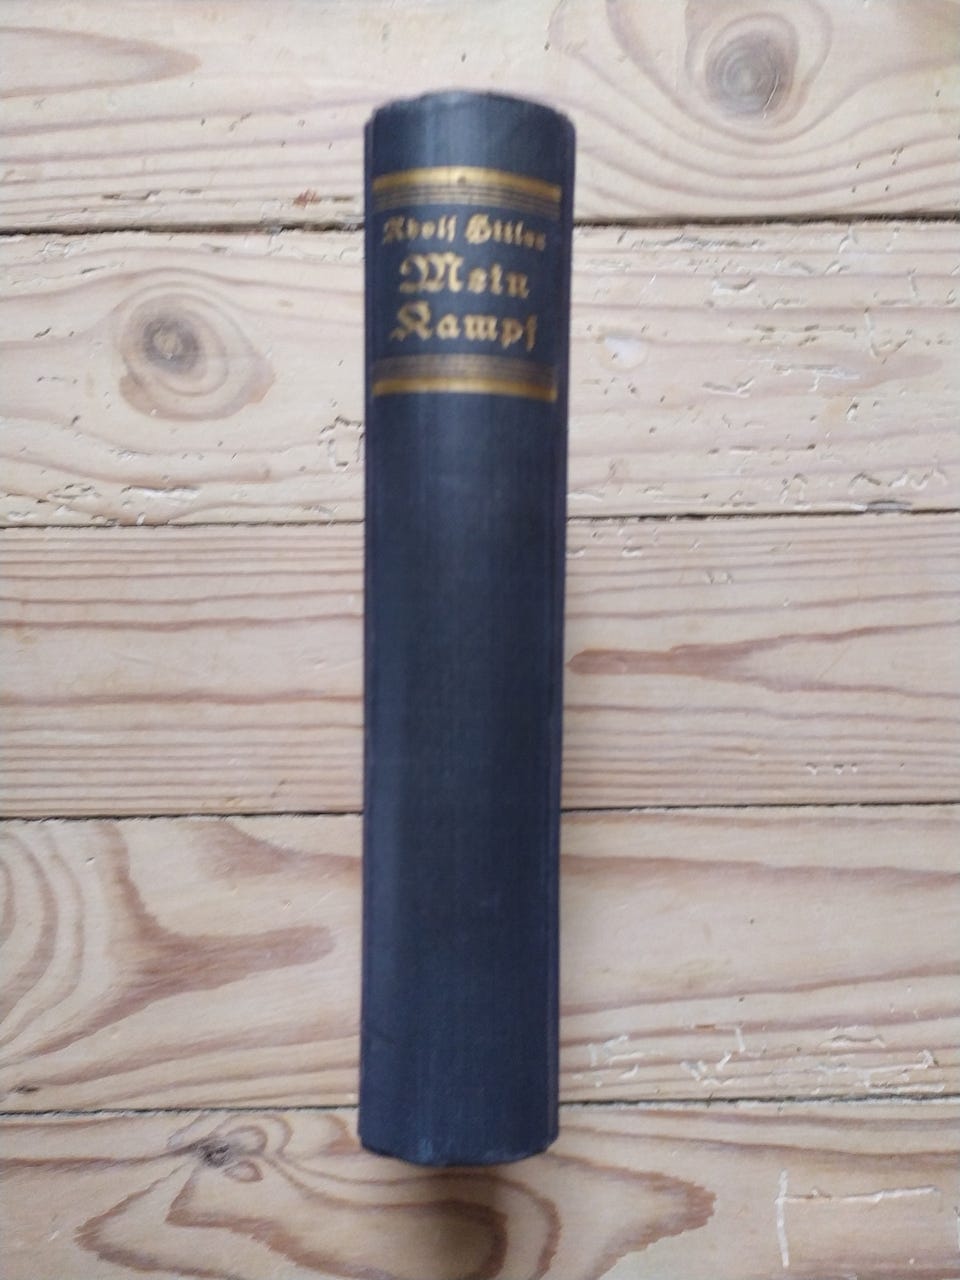 Adolf Hitler
Mein
Kampf